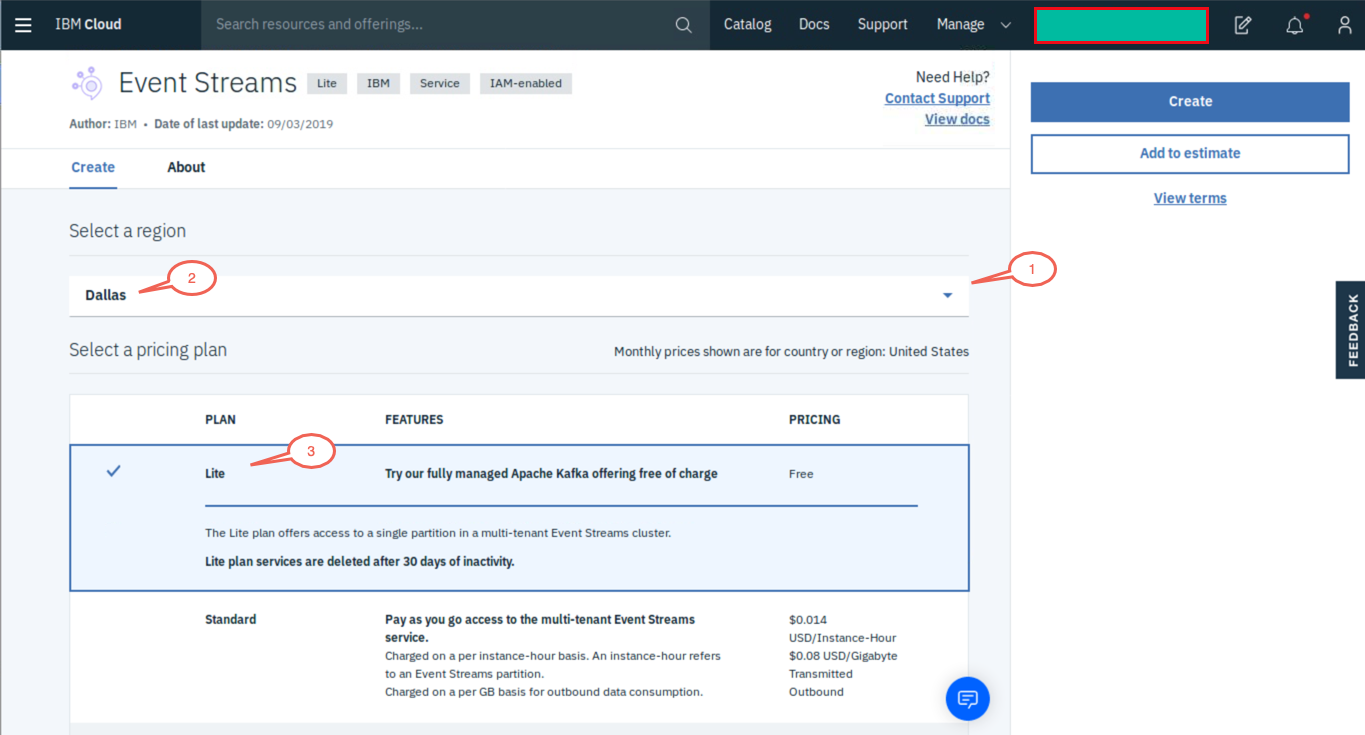 IBM Cloud Search resources and offerings... Catalog Docs Support Manage
Event Streams Lite IBM Service IAM-enabled
Author: IBM • Date of last update: 09/03/2019
Need Help?
Contact Support
View docs
Create
Add to estimate
View terms
Create About
Select a region
Dallas
2
1
Select a pricing plan
Monthly prices shown are for country or region: United States
PLAN FEATURES PRICING
3
Lite Try our fully managed Apache Kafka offering free of charge Free
The Lite plan offers access to a single partition in a multi-tenant Event Streams cluster.
Lite plan services are deleted after 30 days of inactivity.
Standard
Pay as you go access to the multi-tenant Event Streams
service.
Charged on a per instance-hour basis. An instance-hour refers
to an Event Streams partition.
Charged on a per GB basis for outbound data consumption.
$0.014
USD/Instance-Hour
$0.08 USD/Gigabyte
Transmitted
Outbound
FEEDBACK